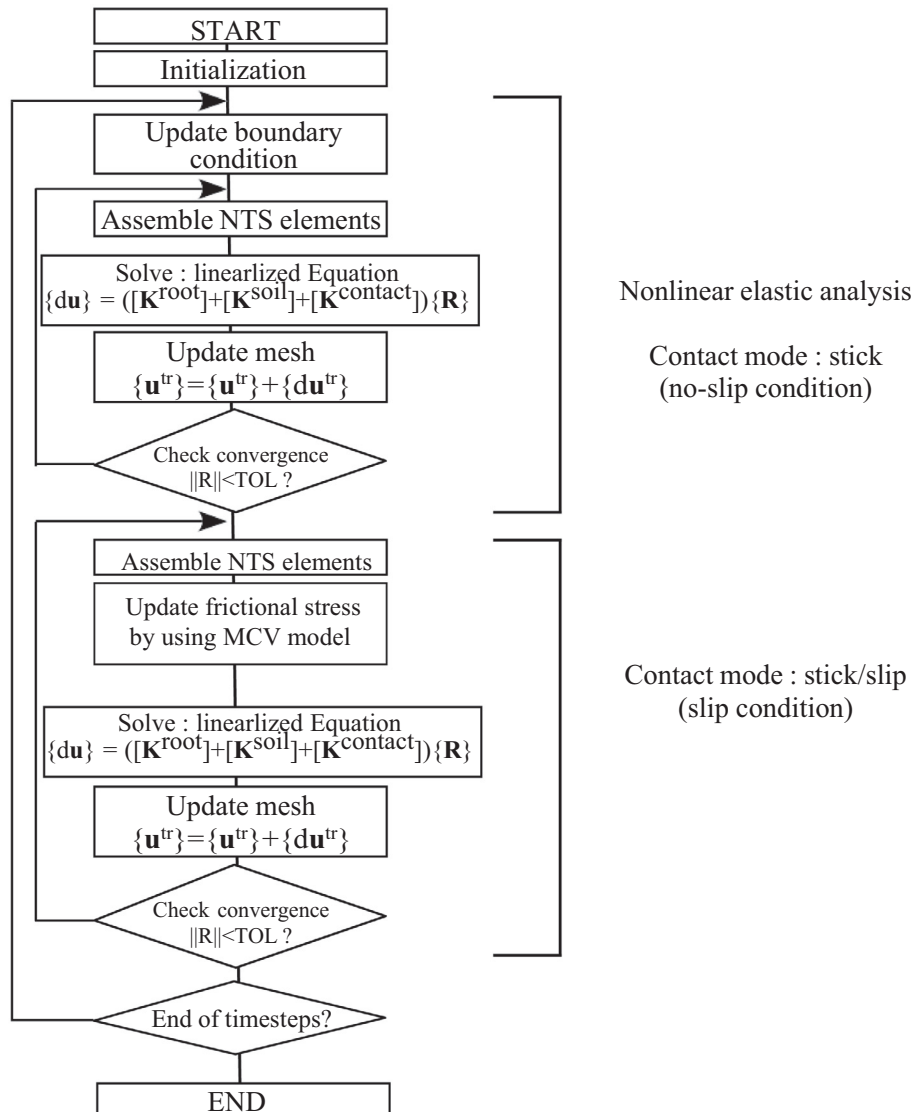 START
Initialization
Update boundary
condition
Assemble NTS elements
Solve : linearlized Equation
{du} = ([K^root]+[K^soil]+[K^contact]){R}
Update mesh
{u^tr}={u^tr}+{du^tr}
Check convergence
||R||<TOL ?
Nonlinear elastic analysis
Contact mode : stick
(no-slip condition)
Assemble NTS elements
Update frictional stress
by using MCV model
Solve : linearlized Equation
{du} = ([K^root]+[K^soil]+[K^contact]){R}
Update mesh
{u^tr}={u^tr}+{du^tr}
Check convergence
||R||<TOL ?
Contact mode : stick/slip
(slip condition)
End of timesteps?
END